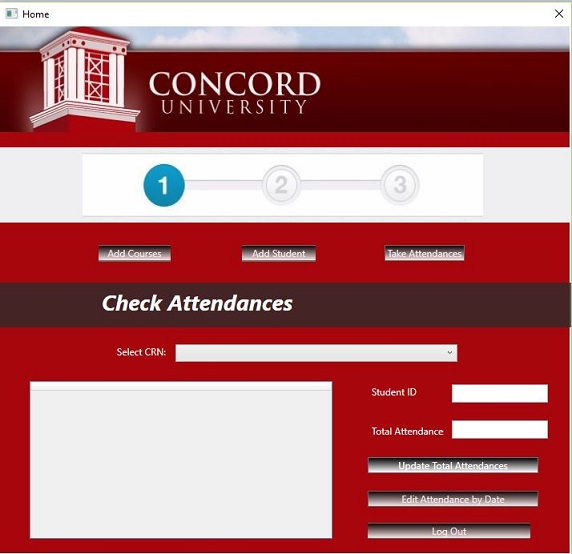 Home
CONCORD
UNIVERSITY
1 2 3
Add Courses Add Student Take Attendances
Check Attendances
Select CRN:
Student ID
Total Attendance
Update Total Attendances
Edit Attendance by Date
Log Out